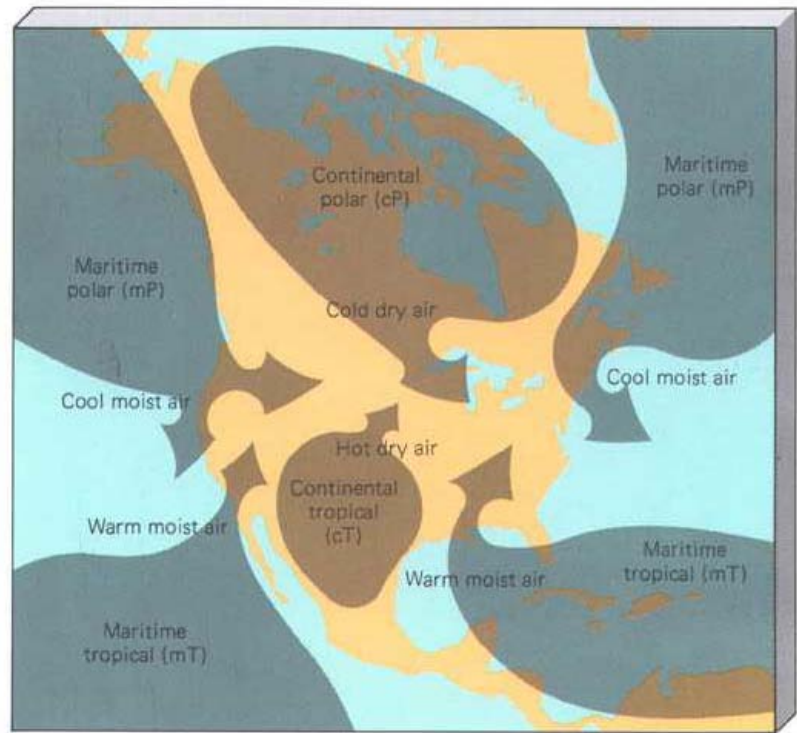 Continental
polar (cP)
Maritime
polar (mP)
Maritime
polar (mP)
Cold dry air
Cool moist air
Cool moist air
Hot dry air
Continental
tropical
(cT)
Warm moist air
Warm moist air
Maritime
tropical (mT)
Maritime
tropical (mT)